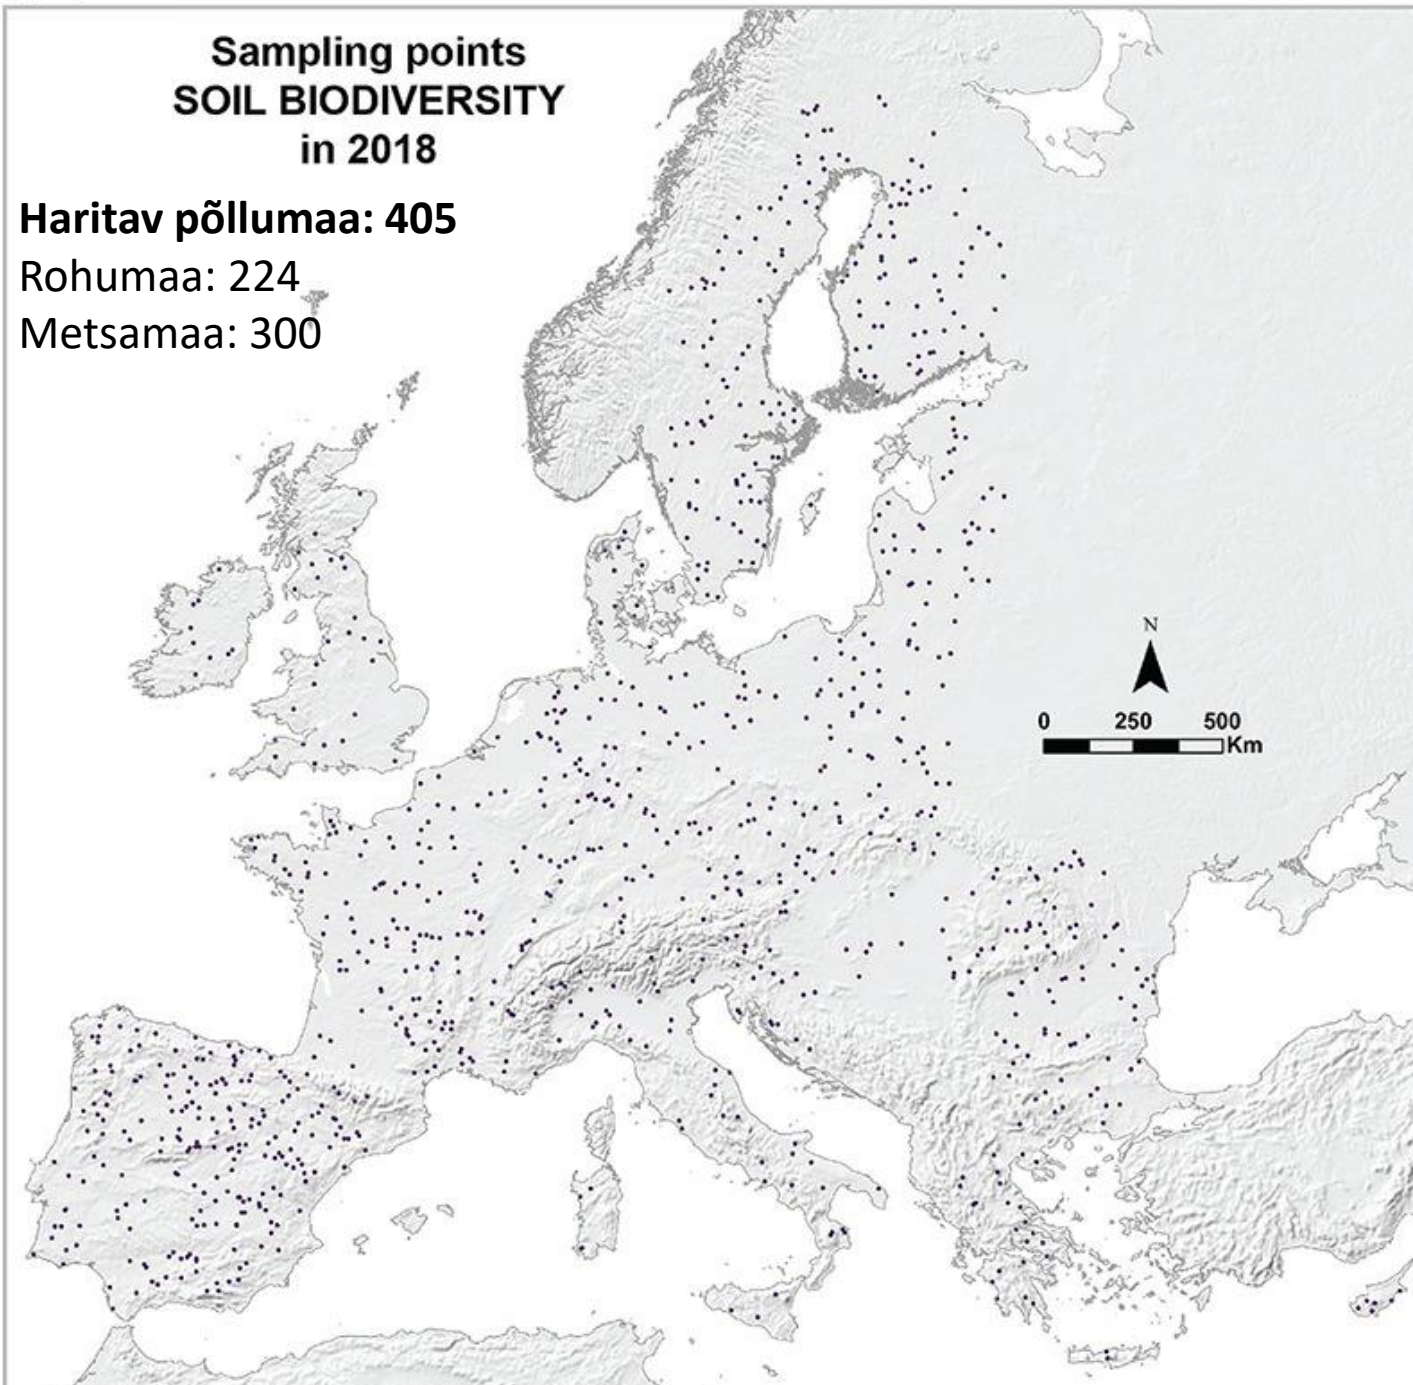 Sampling points
SOIL BIODIVERSITY
in 2018
Haritav põllumaa: 405
Rohumaa: 224
Metsamaa: 300
N
0 250 500
Km